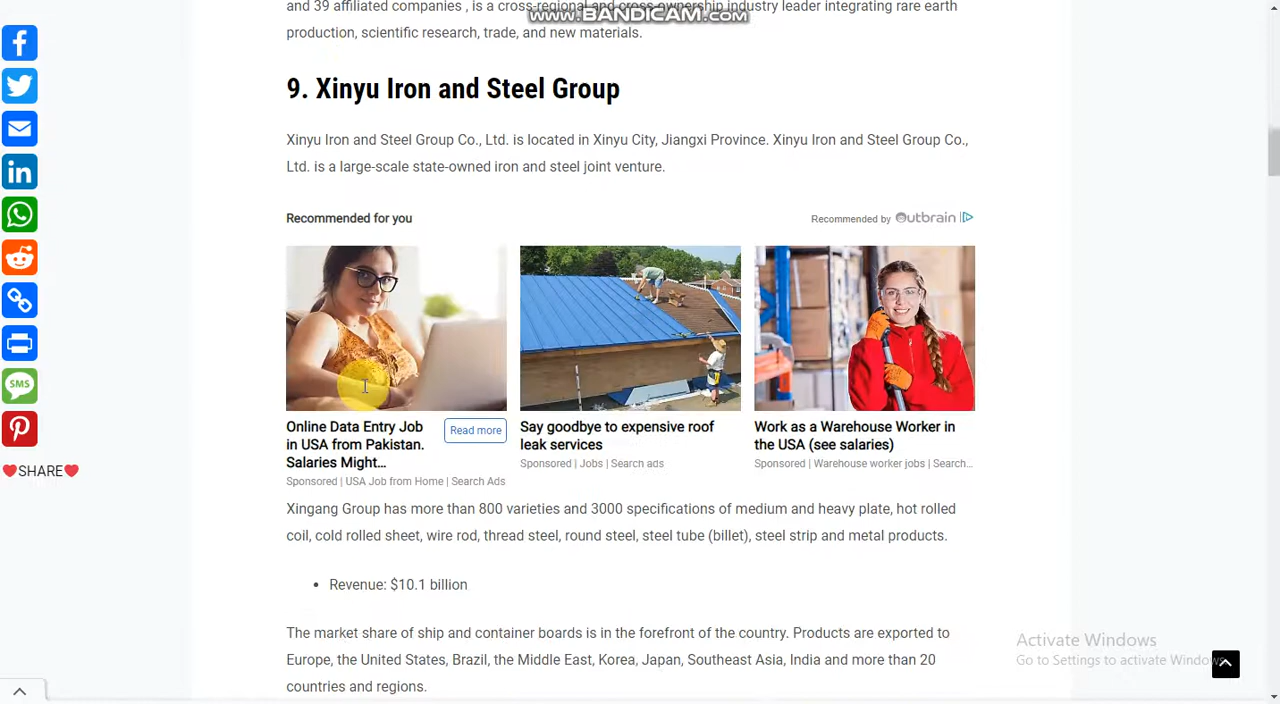 and 39 affiliated companies , is a cross-regional and cross-ownership industry leader integrating rare earth
www.BANDICAM.com
production, scientific research, trade, and new materials.
9. Xinyu Iron and Steel Group
Xinyu Iron and Steel Group Co., Ltd. is located in Xinyu City, Jiangxi Province. Xinyu Iron and Steel Group Co.,
Ltd. is a large-scale state-owned iron and steel joint venture.
Recommended for you
Recommended by Outbrain
Online Data Entry Job
in USA from Pakistan.
Salaries Might...
Read more
Sponsored | USA Job from Home | Search Ads
Say goodbye to expensive roof
leak services
Sponsored | Jobs | Search ads
Work as a Warehouse Worker in
the USA (see salaries)
Sponsored | Warehouse worker jobs | Search...
Xingang Group has more than 800 varieties and 3000 specifications of medium and heavy plate, hot rolled
coil, cold rolled sheet, wire rod, thread steel, round steel, steel tube (billet), steel strip and metal products.
• Revenue: $10.1 billion
The market share of ship and container boards is in the forefront of the country. Products are exported to
Europe, the United States, Brazil, the Middle East, Korea, Japan, Southeast Asia, India and more than 20
countries and regions.
in
SMS
❤SHARE❤
Activate Windows
Go to Settings to activate Windows.